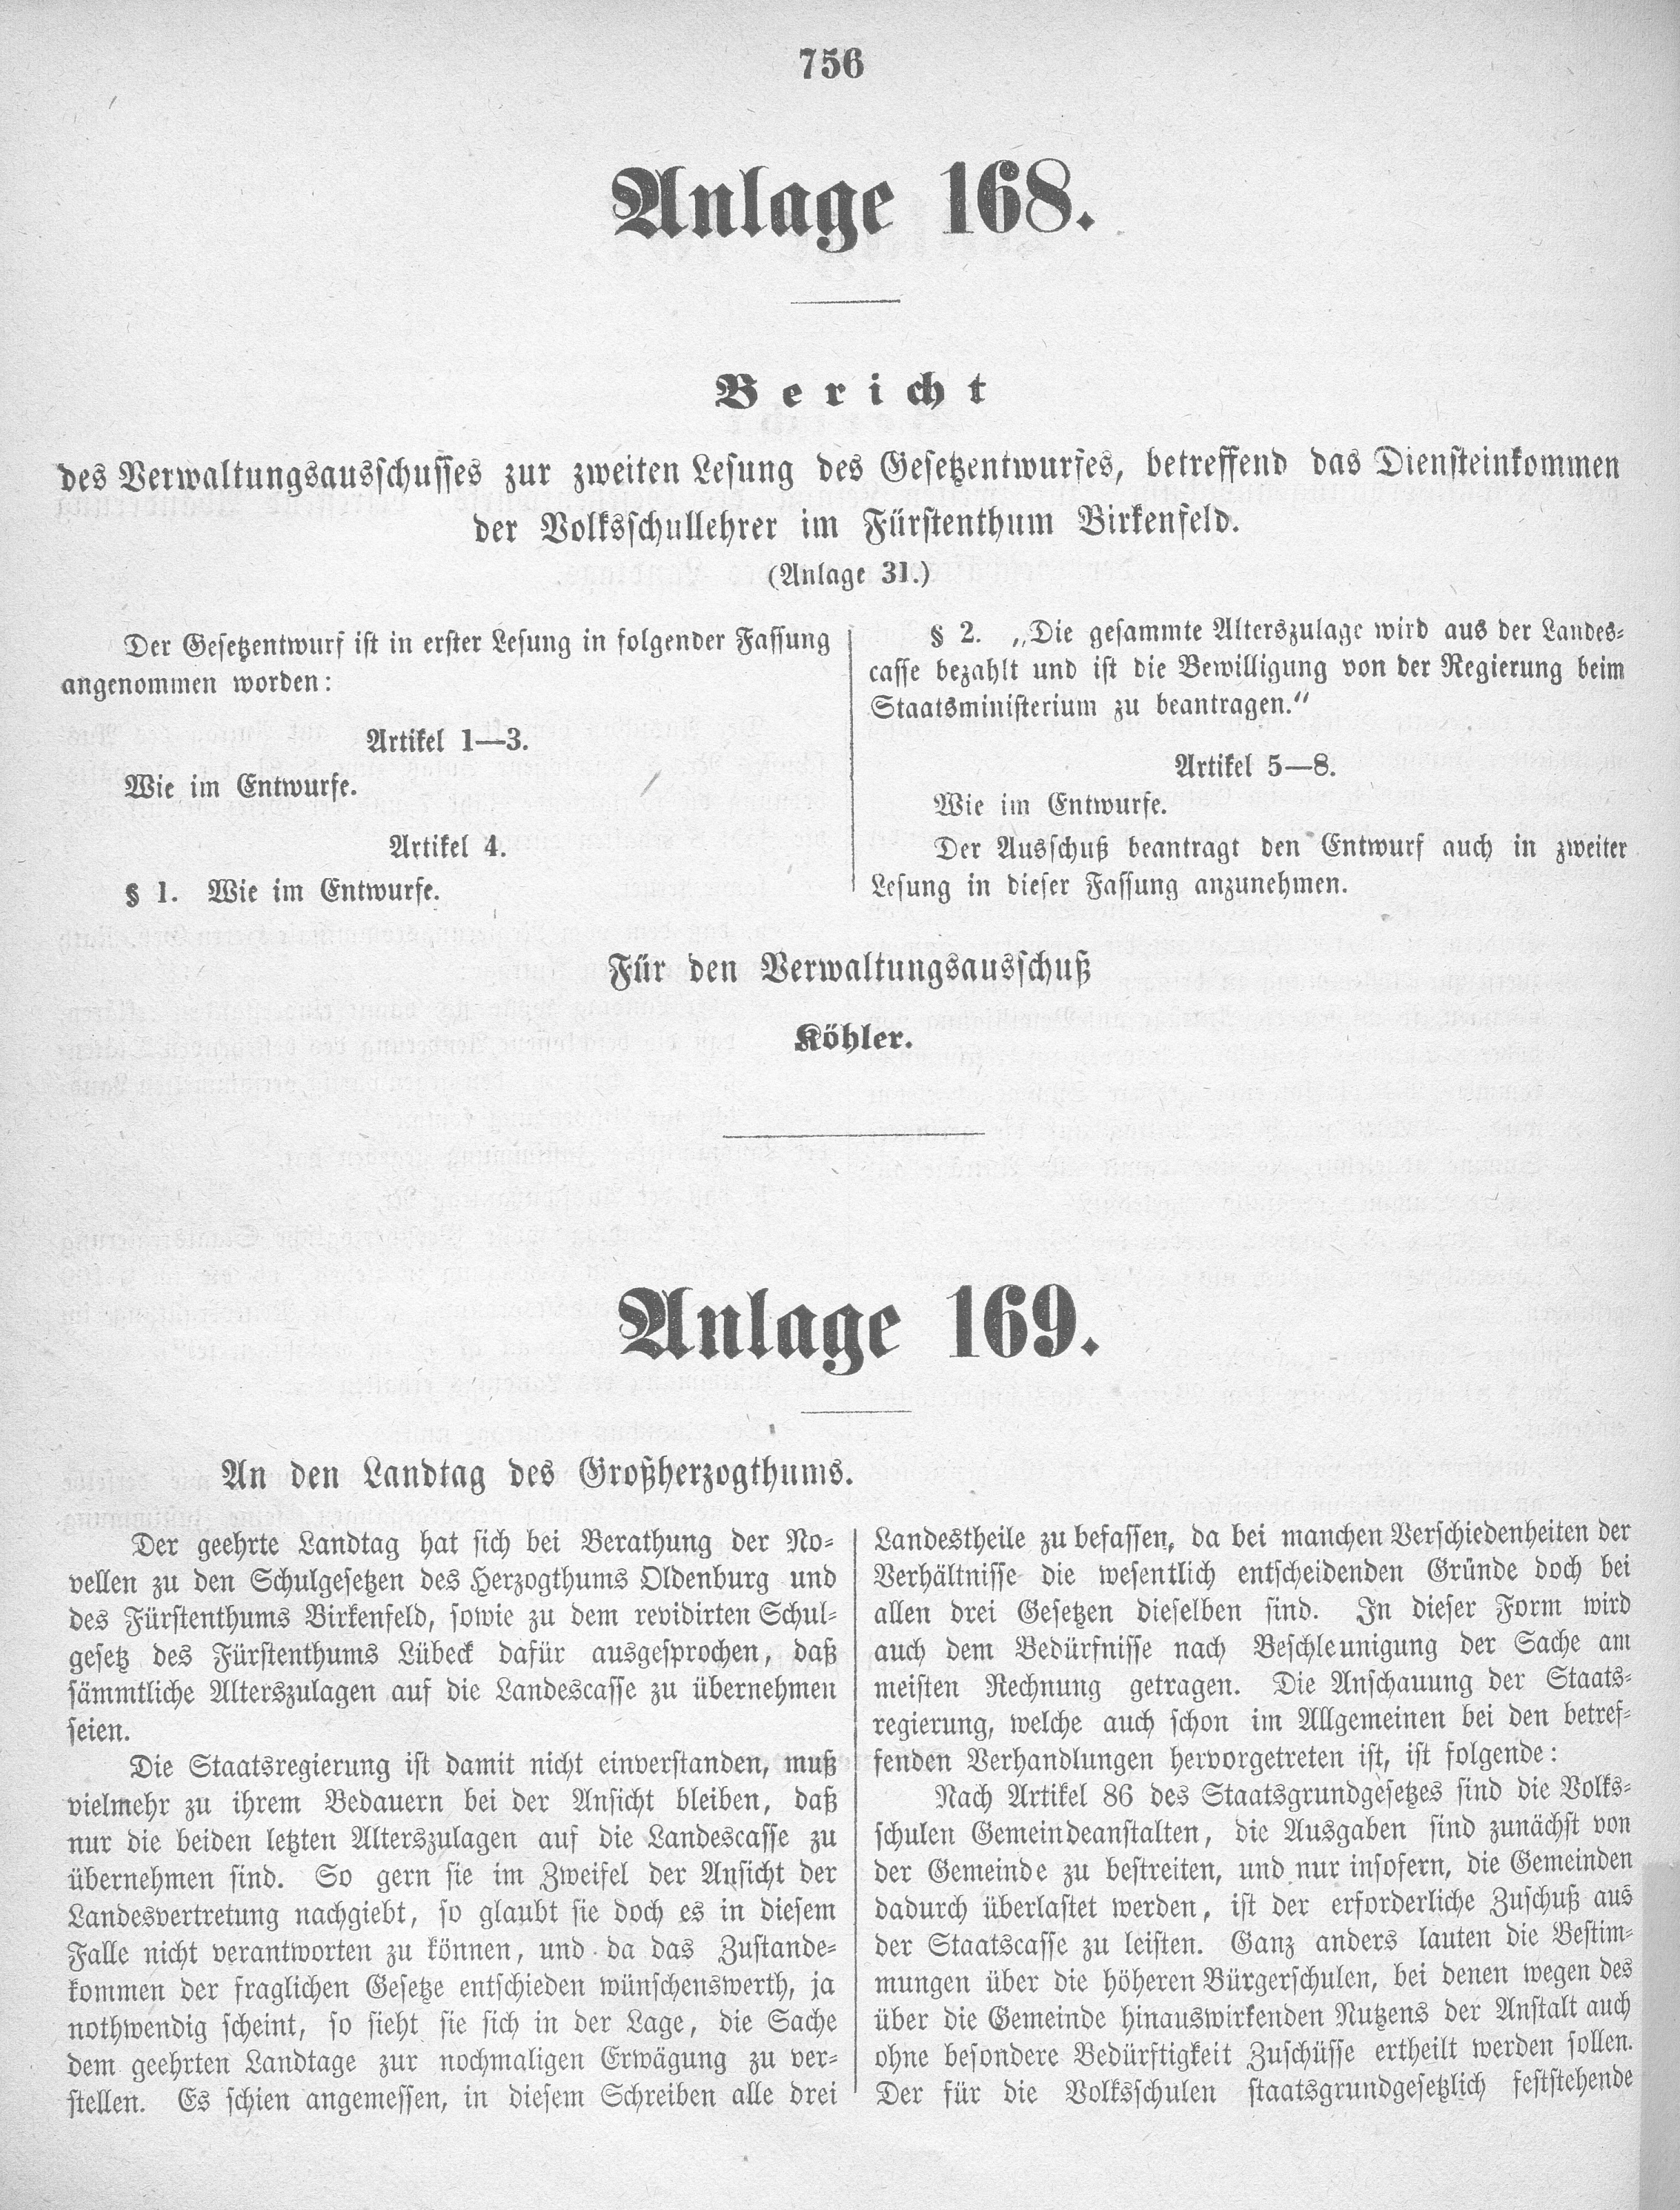 756
Anlage 168.
Bericht
des Verwaltungsausschusses zur zweiten Lesung des Gesetzentwurfes, betreffend das Diensteinkommen
der Volksschullehrer im Fürstenthum Birkenfeld.
(Anlage 31.)
Der Gesetzentwurf ist in erster Lesung in folgender Fassung
angenommen worden:
Artikel 1—3.
Wie im Entwurfe.
Artikel 4.
§ 1. Wie im Entwurfe.
§ 2. „Die gesammte Alterszulage wird aus der Landes-
casse bezahlt und ist die Bewilligung von der Regierung beim
Staatsministerium zu beantragen.“
Artikel 5—8.
Wie im Entwurfe.
Der Ausschuß beantragt den Entwurf auch in zweiter
Lesung in dieser Fassung anzunehmen.
Für den Verwaltungsausschuß
Köhler.
Anlage 169.
An den Landtag des Großherzogthums.
Der geehrte Landtag hat sich bei Berathung der No-
vellen zu den Schulgesetzen des Herzogthums Oldenburg und
des Fürstenthums Birkenfeld, sowie zu dem revidirten Schul-
gesetz des Fürstenthums Lübeck dafür ausgesprochen, daß
sämmtliche Alterszulagen auf die Landescasse zu übernehmen
seien.
Die Staatsregierung ist damit nicht einverstanden, muß
vielmehr zu ihrem Bedauern bei der Ansicht bleiben, daß
nur die beiden letzten Alterszulagen auf die Landescasse zu
übernehmen sind. So gern sie im Zweifel der Ansicht der
Landesvertretung nachgiebt, so glaubt sie doch es in diesem
Falle nicht verantworten zu können, und da das Zustande-
kommen der fraglichen Gesetze entschieden wünschenswerth, ja
nothwendig scheint, so sieht sie sich in der Lage, die Sache
dem geehrten Landtage zur nochmaligen Erwägung zu ver-
stellen. Es schien angemessen, in diesem Schreiben alle drei
Landestheile zu befassen, da bei manchen Verschiedenheiten der
Verhältnisse die wesentlich entscheidenden Gründe doch bei
allen drei Gesetzen dieselben sind. In dieser Form wird
auch dem Bedürfnisse nach Beschleunigung der Sache am
meisten Rechnung getragen. Die Anschauung der Staats-
regierung, welche auch schon im Allgemeinen bei den betref-
fenden Verhandlungen hervorgetreten ist, ist folgende:
Nach Artikel 86 des Staatsgrundgesetzes sind die Volks-
schulen Gemeindeanstalten, die Ausgaben sind zunächst von
der Gemeinde zu bestreiten, und nur insofern, die Gemeinden
dadurch überlastet werden, ist der erforderliche Zuschuß aus
der Staatscasse zu leisten. Ganz anders lauten die Bestim-
mungen über die höheren Bürgerschulen, bei denen wegen des
über die Gemeinde hinauswirkenden Nutzens der Anstalt auch
ohne besondere Bedürftigkeit Zuschüsse ertheilt werden sollen.
Der für die Volksschulen staatsgrundgesetzlich feststehende